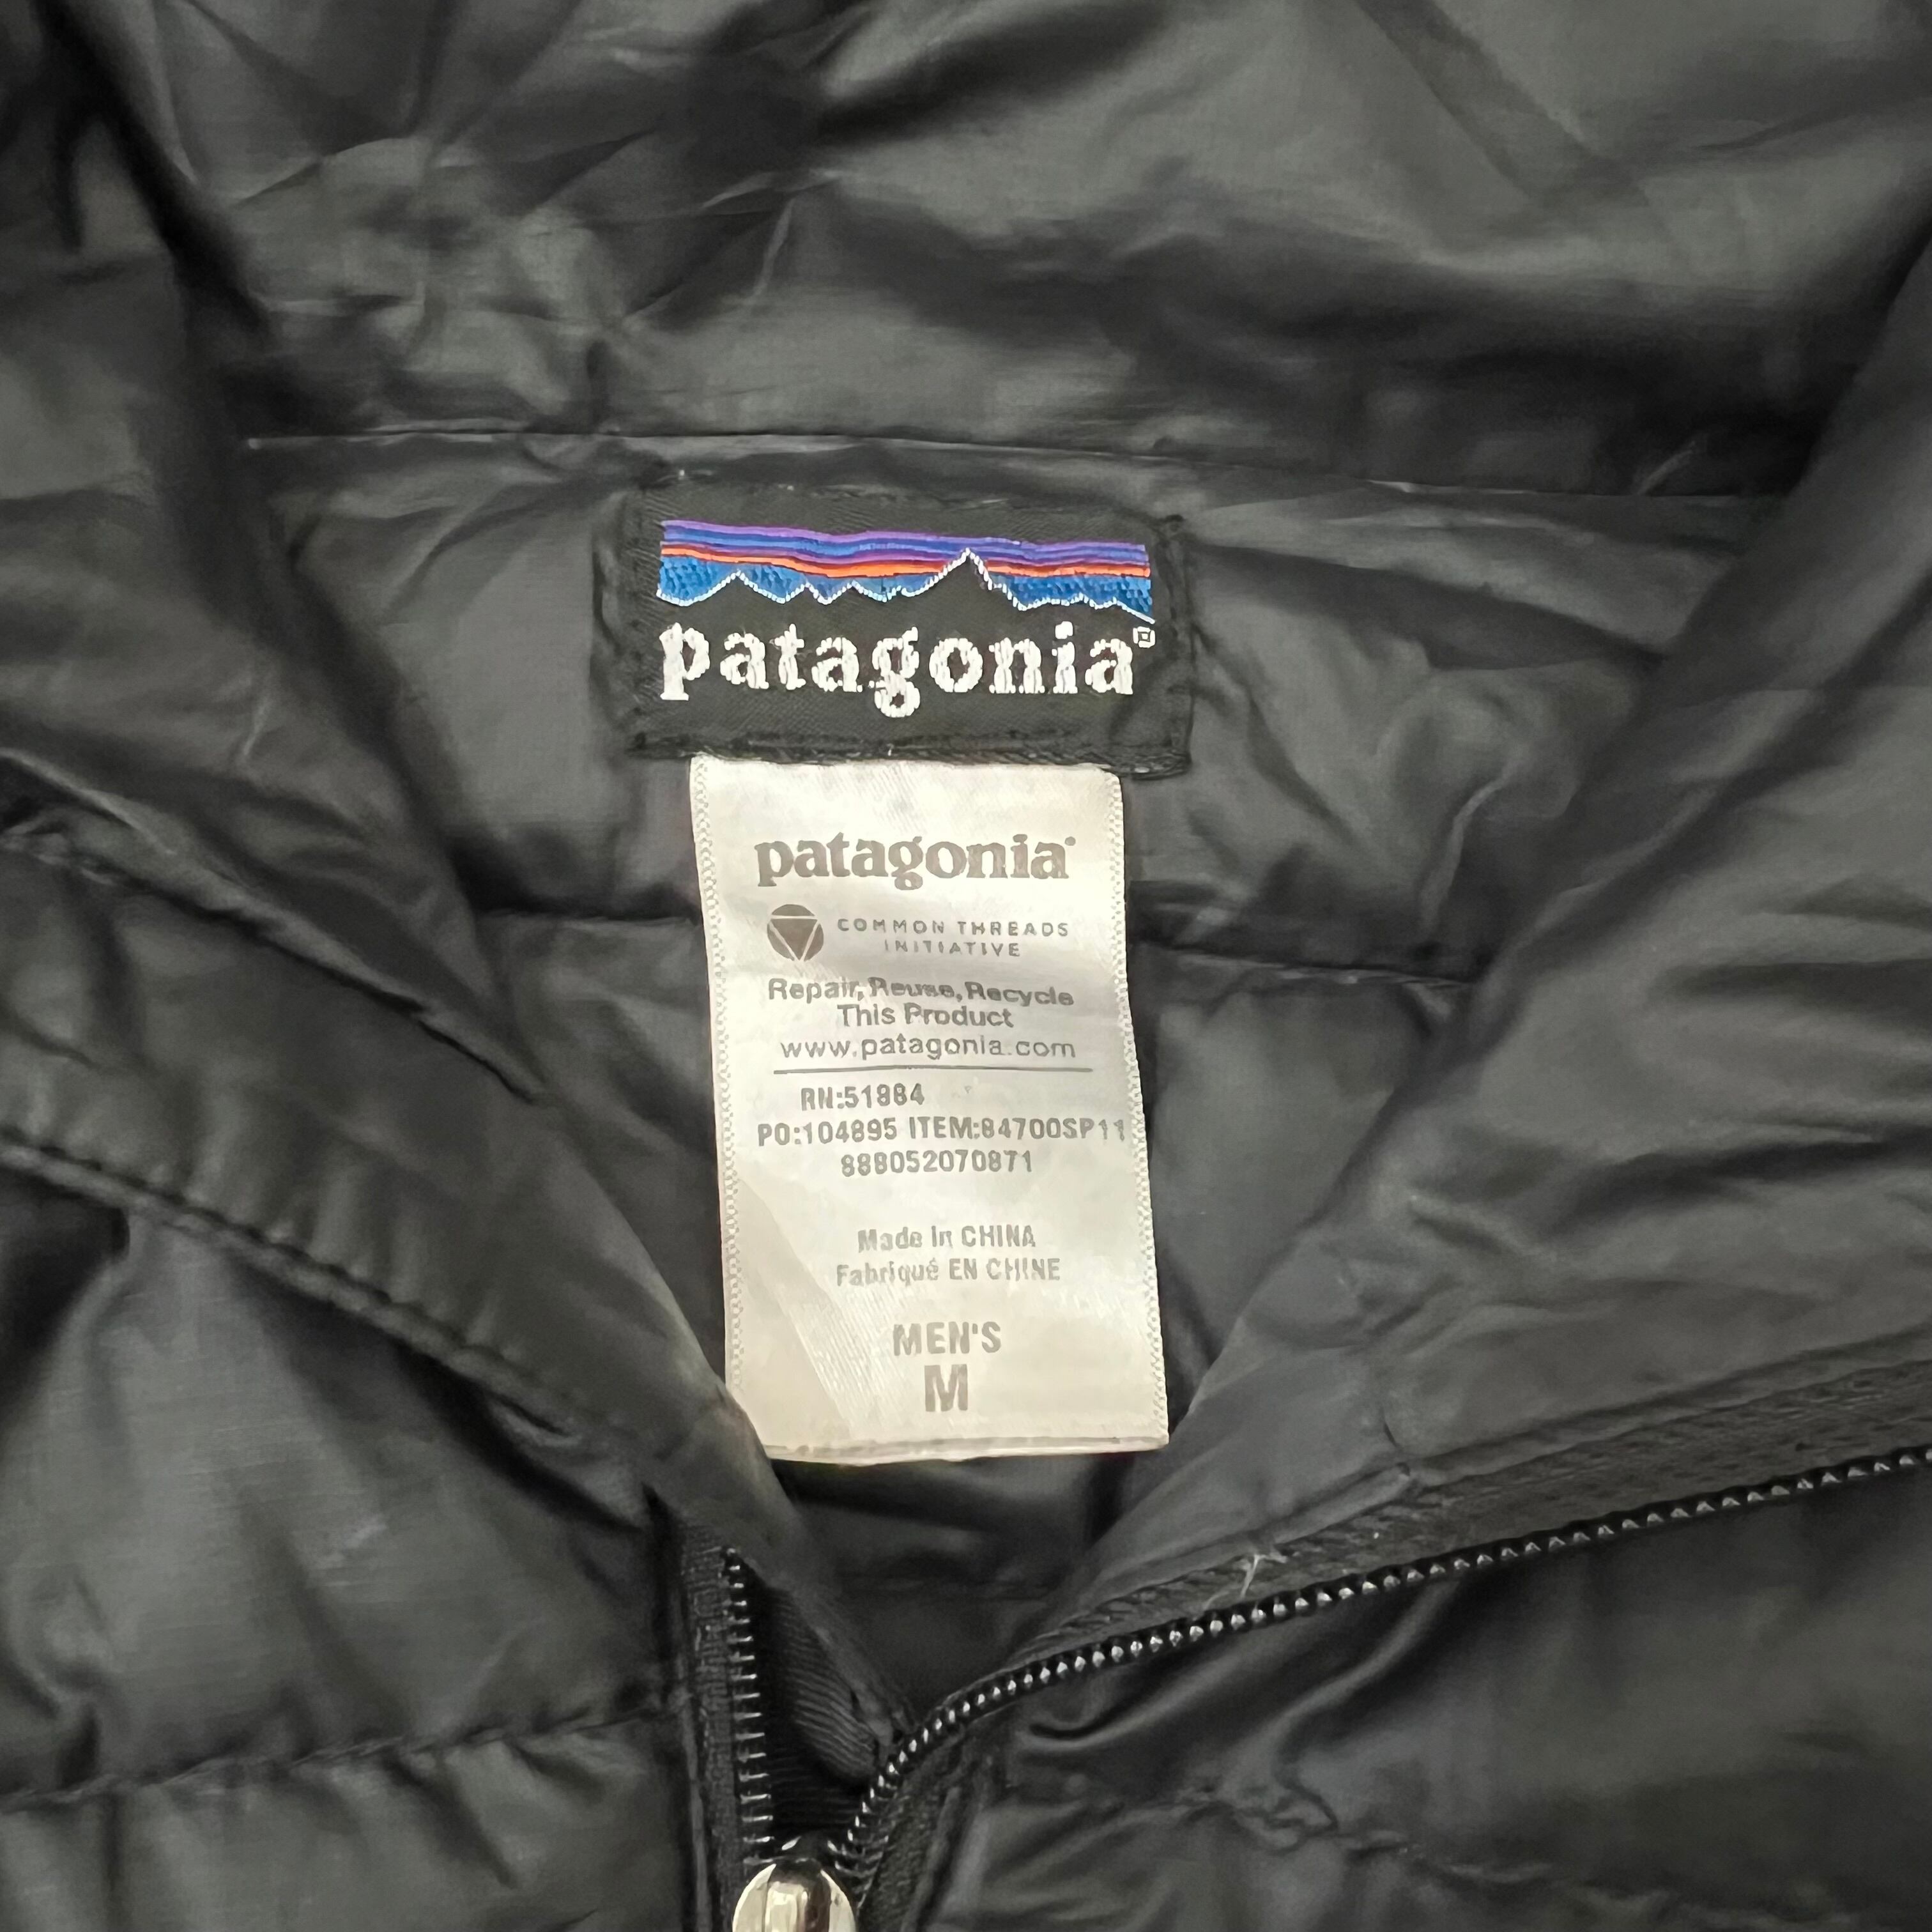 patagonia®
patagonia®
COMMON THREADS
INITIATIVE
Repair, Reuse, Recycle
This Product
www.patagonia.com
RN:51884
PO:104895 ITEM:84700SP11
888052070871
Made In CHINA
Fabriqué EN CHINE
MEN'S
M